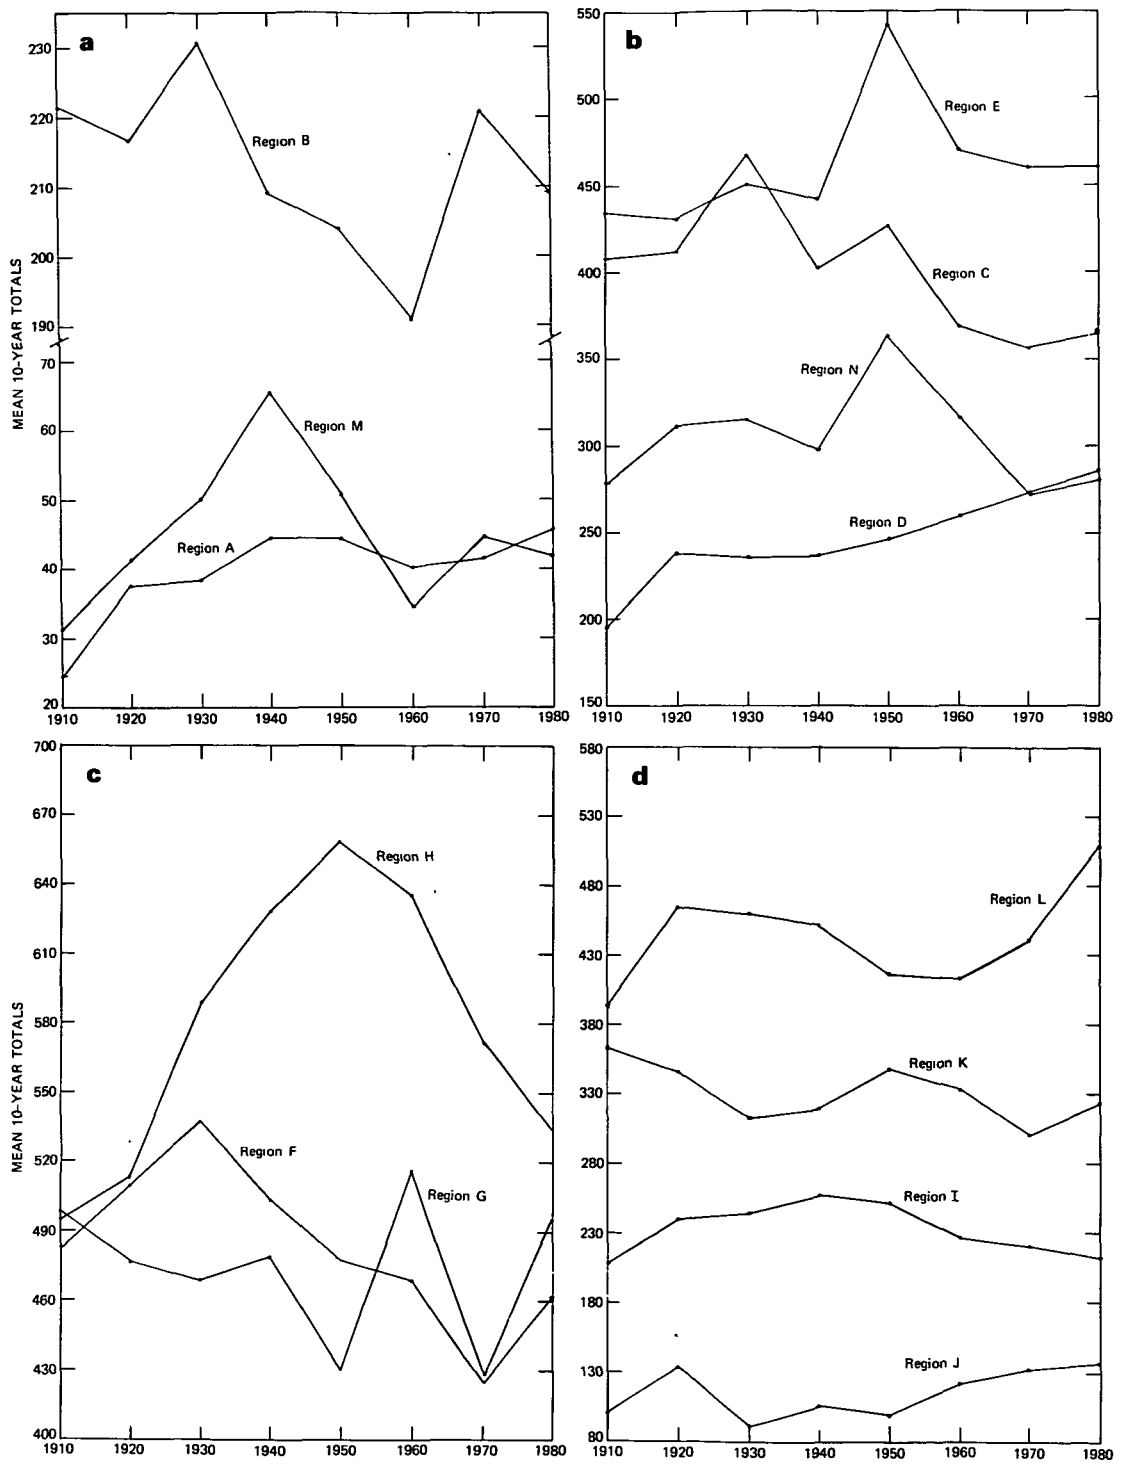 a
230
220
210
200
190
70
60
50
40
30
20
MEAN 10-YEAR TOTALS
Region B
Region M
Region A
1910 1920 1930 1940 1950 1960 1970 1980
b
550
500
450
400
350
300
250
200
150
Region E
Region C
Region N
Region D
1910 1920 1930 1940 1950 1960 1970 1980
c
700
670
640
610
580
550
520
490
460
430
400
MEAN 10-YEAR TOTALS
Region H
Region F
Region G
1910 1920 1930 1940 1950 1960 1970 1980
d
580
530
480
430
380
330
280
230
180
130
80
Region L
Region K
Region I
Region J
1910 1920 1930 1940 1950 1960 1970 1980